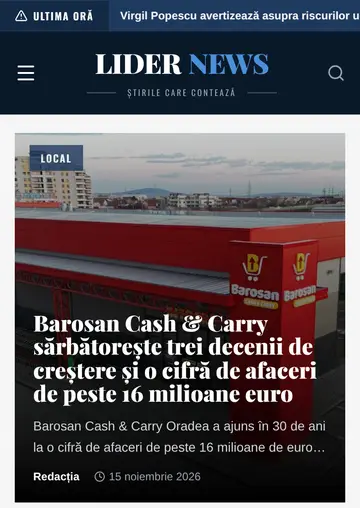 ULTIMA ORĂ
Virgil Popescu avertizează asupra riscurilor u
LIDER NEWS
ȘTIRILE CARE CONTEAZĂ
LOCAL
Barosan
CASH & CARRY
Barosan
Barosan Cash & Carry
sărbătorește trei decenii de
creștere și o cifră de afaceri
de peste 16 milioane euro
Barosan Cash & Carry Oradea a ajuns în 30 de ani
la o cifră de afaceri de peste 16 milioane de euro…
Redacția
15 noiembrie 2026